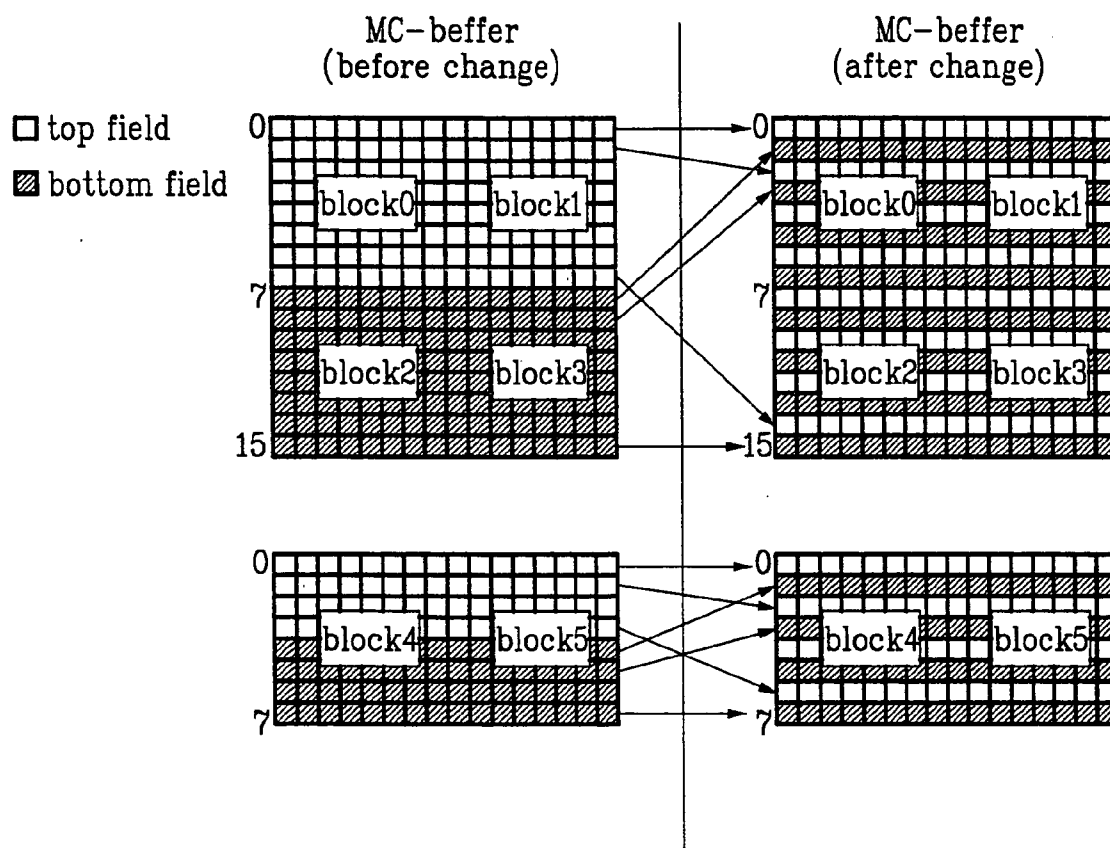 MC-beffer
(before change)
MC-beffer
(after change)
top field
bottom field
0
block0 block1
7
block2 block3
15
0
block0 block1
7
block2 block3
15
0
block4 block5
7
0
block4 block5
7